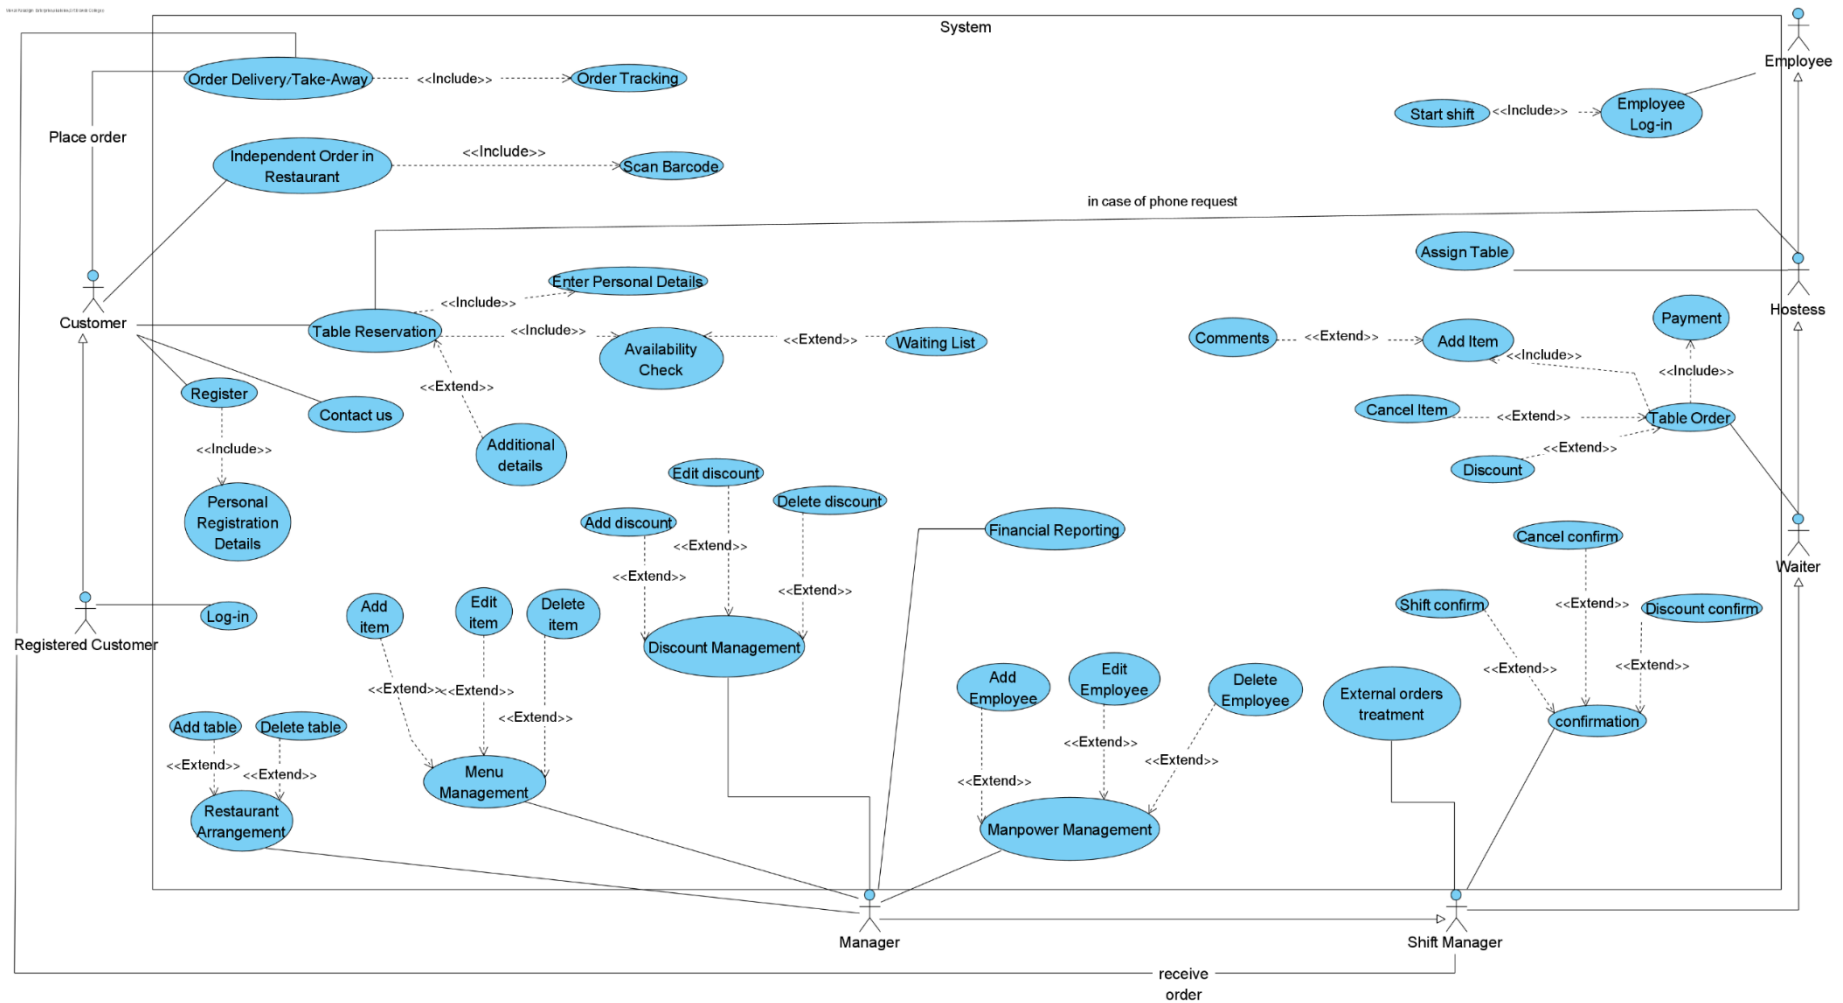 System
Employee
Order Delivery/Take-Away
<<Include>>
Order Tracking
Start shift
<<Include>>
Employee
Log-in
Place order
Independent Order in
Restaurant
<<Include>>
Scan Barcode
in case of phone request
Assign Table
Hostess
Customer
Enter Personal Details
<<Include>>
Table Reservation
<<Include>>
Availability
Check
<<Extend>>
Waiting List
<<Extend>>
Additional
details
Comments
<<Extend>>
Add Item
<<Include>>
Payment
<<Include>>
Cancel Item
<<Extend>>
Table Order
<<Extend>>
Discount
Register
<<Include>>
Contact us
Personal
Registration
Details
Edit discount
Delete discount
Add discount
<<Extend>>
<<Extend>>
<<Extend>>
Discount Management
Financial Reporting
Cancel confirm
Waiter
Shift confirm
<<Extend>>
Discount confirm
<<Extend>>
<<Extend>>
confirmation
Registered Customer
Log-in
Add
item
Edit
item
Delete
item
<<Extend>>
<<Extend>>
<<Extend>>
Menu
Management
Add table
Delete table
<<Extend>>
<<Extend>>
Restaurant
Arrangement
Add
Employee
Edit
Employee
Delete
Employee
<<Extend>>
<<Extend>>
<<Extend>>
Manpower Management
External orders
treatment
Manager
Shift Manager
receive
order